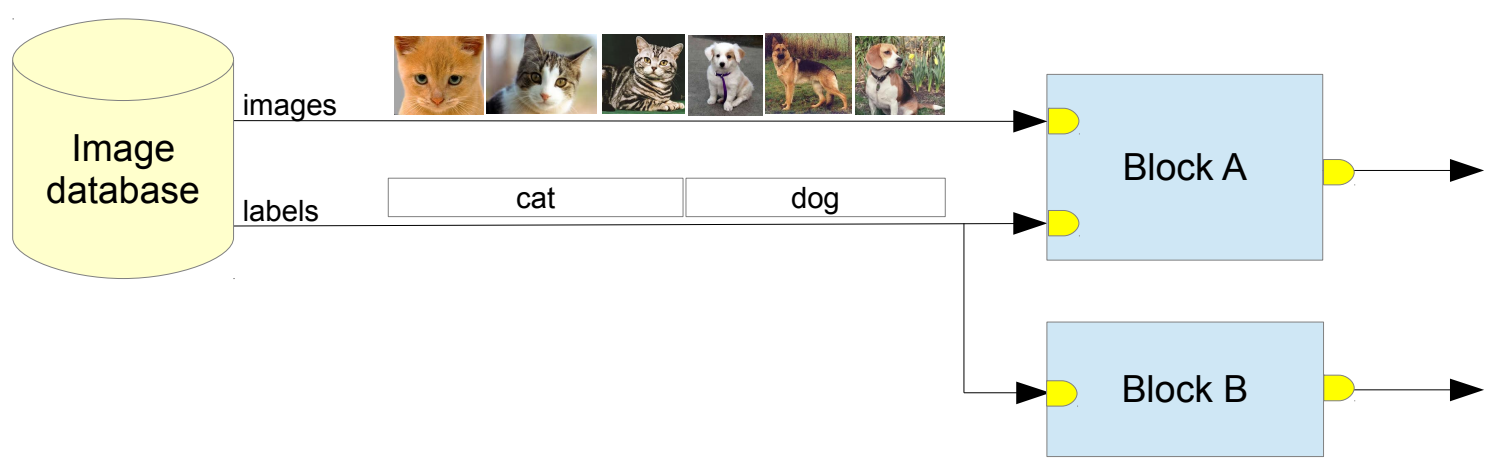 Image
database
images
labels
cat
dog
Block A
Block B